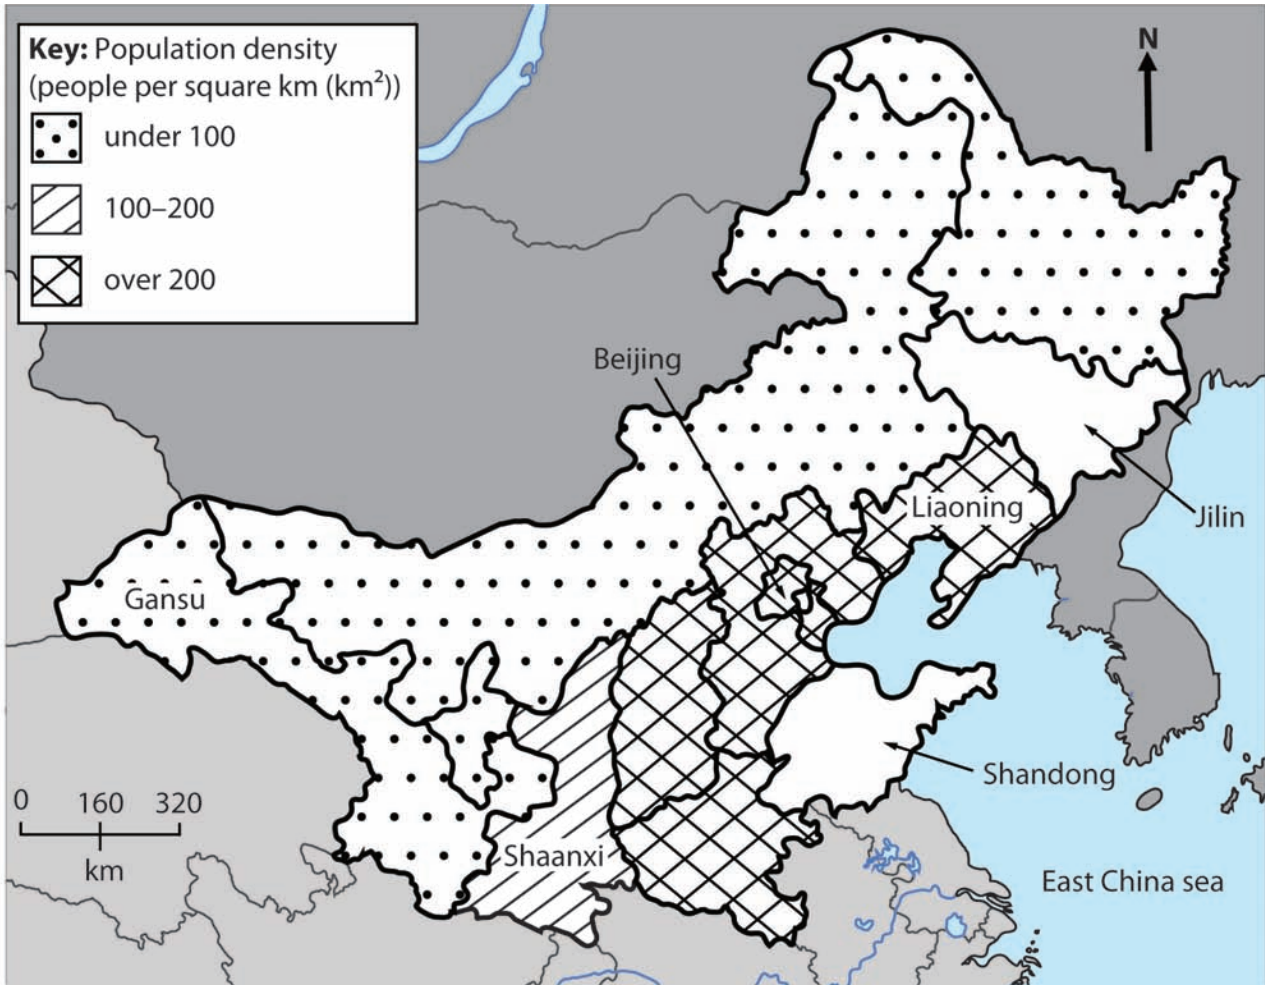 Key: Population density
(people per square km (km²))
under 100
100–200
over 200
N
Beijing
Liaoning
Jilin
Gansu
Shandong
0 160 320
km
Shaanxi
East China sea